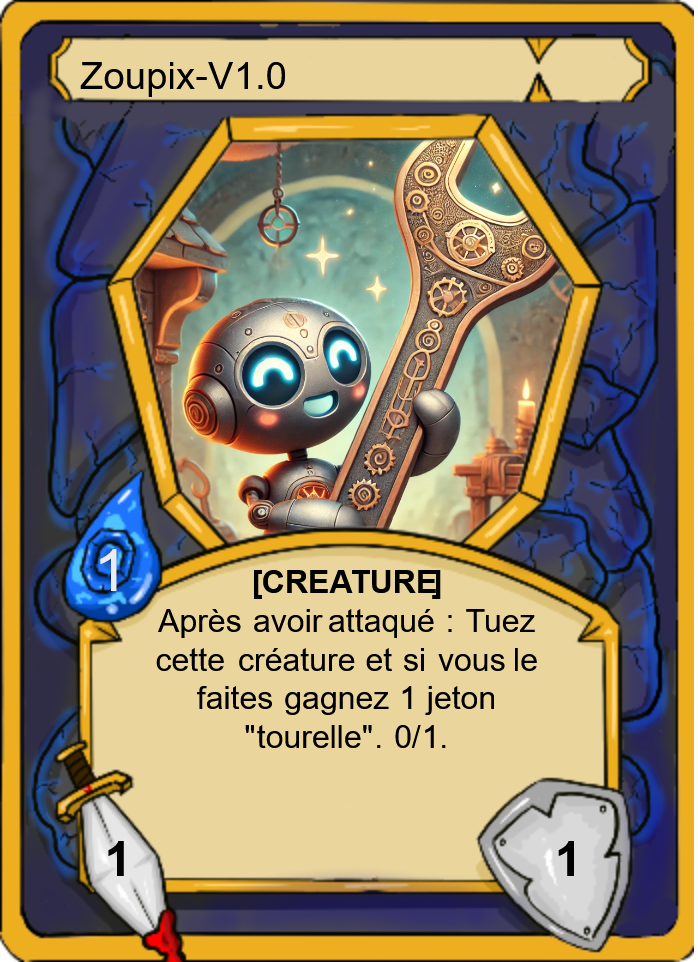 Zoupix-V1.0
1
[CREATURE]
Après avoir attaqué : Tuez
cette créature et si vous le
faites gagnez 1 jeton
"tourelle". 0/1.
1
1